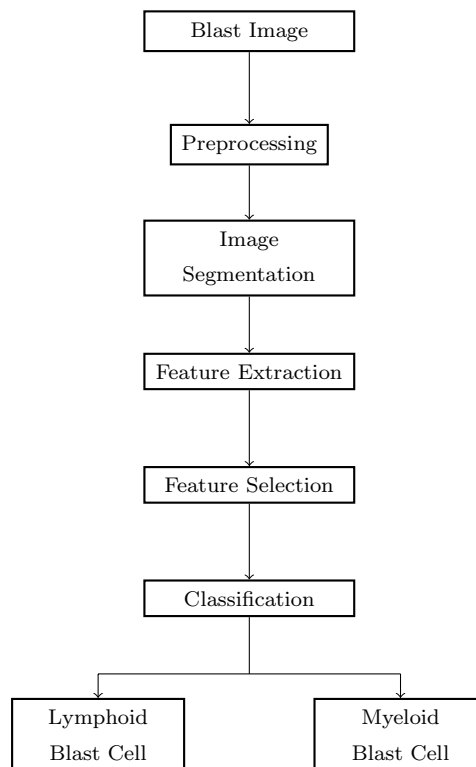 Blast Image
Preprocessing
Image
Segmentation
Feature Extraction
Feature Selection
Classification
Lymphoid
Blast Cell
Myeloid
Blast Cell